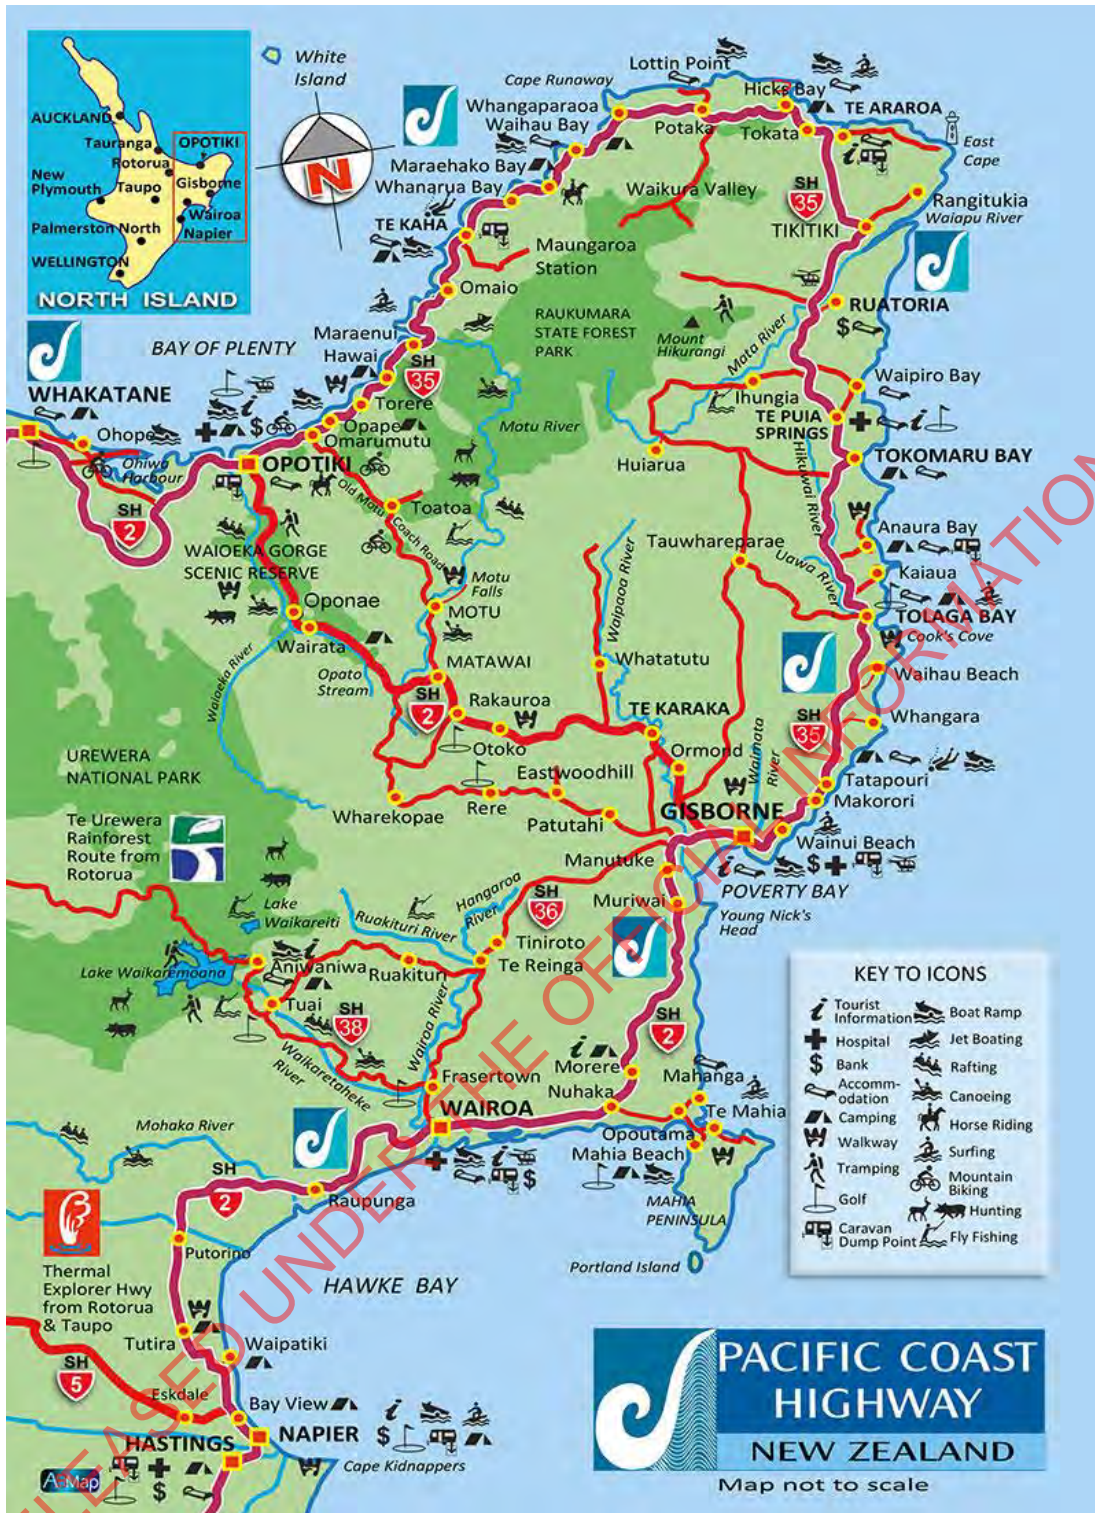 White
Island
AUCKLAND
Tauranga
OPOTIKI
Rotorua
New
Plymouth
Taupo
Gisborne
Wairoa
Palmerston North
Napier
WELLINGTON
NORTH ISLAND
N
Lottin Point
Cape Runaway
Hicks Bay
Whangaparaoa
TE ARAROA
Waihau Bay
Potaka
Tokata
East
Cape
Maraehako Bay
Whanarua Bay
Waikura Valley
SH
35
Rangitukia
Waiapu River
TE KAHA
TIKITIKI
Maungaroa
Station
Omaio
RUATORIA
RAUKUMARA
STATE FOREST
PARK
Mount
Hikurangi
Mata River
Maraenui
BAY OF PLENTY
Hawai
SH
35
WHAKATANE
Torere
Ihungia
Waipiro Bay
TE PUIA
SPRINGS
Ohope
Opape
Omarumutu
Motu River
Ohiwa
Harbour
OPOTIKI
Huiarua
TOKOMARU BAY
Hikuwai River
Old Motu
Coach Road
Toatoa
SH
2
WAIOEKA GORGE
SCENIC RESERVE
Anaura Bay
Tauwhareparae
Uawa River
Kaiaua
Motu
Falls
Waipaoa River
Oponae
MOTU
TOLAGA BAY
Cook's Cove
Wairata
Waioeka River
Opato
Stream
MATAWAI
Whatatutu
Waihau Beach
SH
2
Rakauroa
TE KARAKA
Whangara
Otoko
Ormond
Waimata
River
SH
35
UREWERA
NATIONAL PARK
Eastwoodhill
Tatapouri
Wharekopae
Rere
Makorori
Patutahi
GISBORNE
Te Urewera
Rainforest
Route from
Rotorua
Wainui Beach
Manutuke
POVERTY BAY
Hangaroa
River
SH
36
Muriwai
Young Nick's
Head
Lake
Waikareiti
Ruakituri River
Tiniroto
Te Reinga
Lake Waikaremoana
Aniwaniwa
Ruakituri
Tuai
SH
38
Wairoa River
SH
2
Waikaretaheke
River
Morere
Frasertown
Nuhaka
Mahanga
WAIROA
Te Mahia
Mohaka River
Opoutama
Mahia Beach
SH
2
Raupunga
MAHIA
PENINSULA
Putorino
Portland Island
Thermal
Explorer Hwy
from Rotorua
& Taupo
HAWKE BAY
Tutira
Waipatiki
SH
5
Eskdale
Bay View
NAPIER
HASTINGS
Cape Kidnappers
KEY TO ICONS
Tourist
Information
Boat Ramp
Hospital
Jet Boating
Bank
Rafting
Accomm-
odation
Canoeing
Camping
Horse Riding
Walkway
Surfing
Tramping
Mountain
Biking
Golf
Hunting
Caravan
Dump Point
Fly Fishing
PACIFIC COAST
HIGHWAY
NEW ZEALAND
Map not to scale
RELEASED UNDER THE OFFICIAL INFORMATION